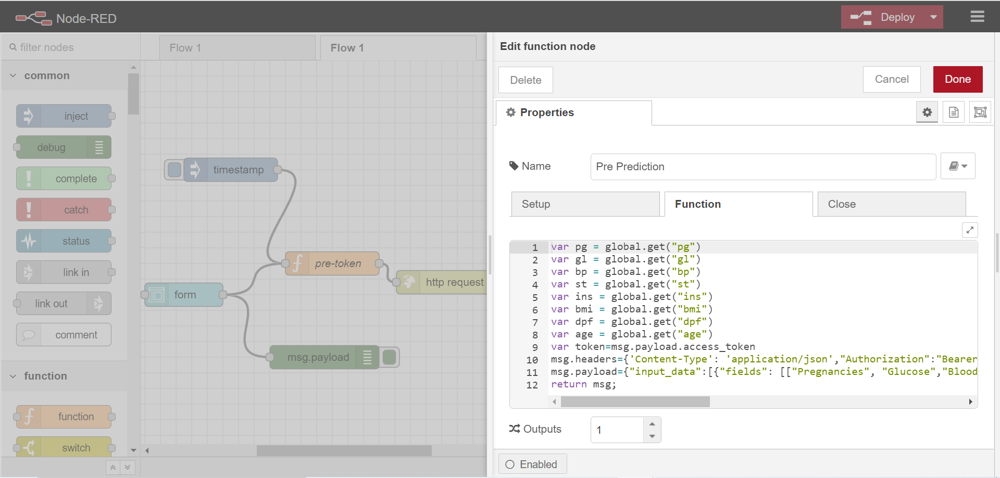 Node-RED
Deploy
filter nodes
Flow 1
Flow 1
common
inject
debug
complete
catch
status
link in
link out
comment
function
function
switch
timestamp
pre-token
http request
form
msg.payload
Edit function node
Delete
Cancel
Done
Properties
Name
Pre Prediction
Setup
Function
Close
1 var pg = global.get("pg")
2 var gl = global.get("gl")
3 var bp = global.get("bp")
4 var st = global.get("st")
5 var ins = global.get("ins")
6 var bmi = global.get("bmi")
7 var dpf = global.get("dpf")
8 var age = global.get("age")
9 var token=msg.payload.access_token
10 msg.headers={'Content-Type': 'application/json',"Authorization":"Bearer
11 msg.payload={"input_data":[{"fields": [["Pregnancies", "Glucose","Blood
12 return msg;
Outputs
1
Enabled